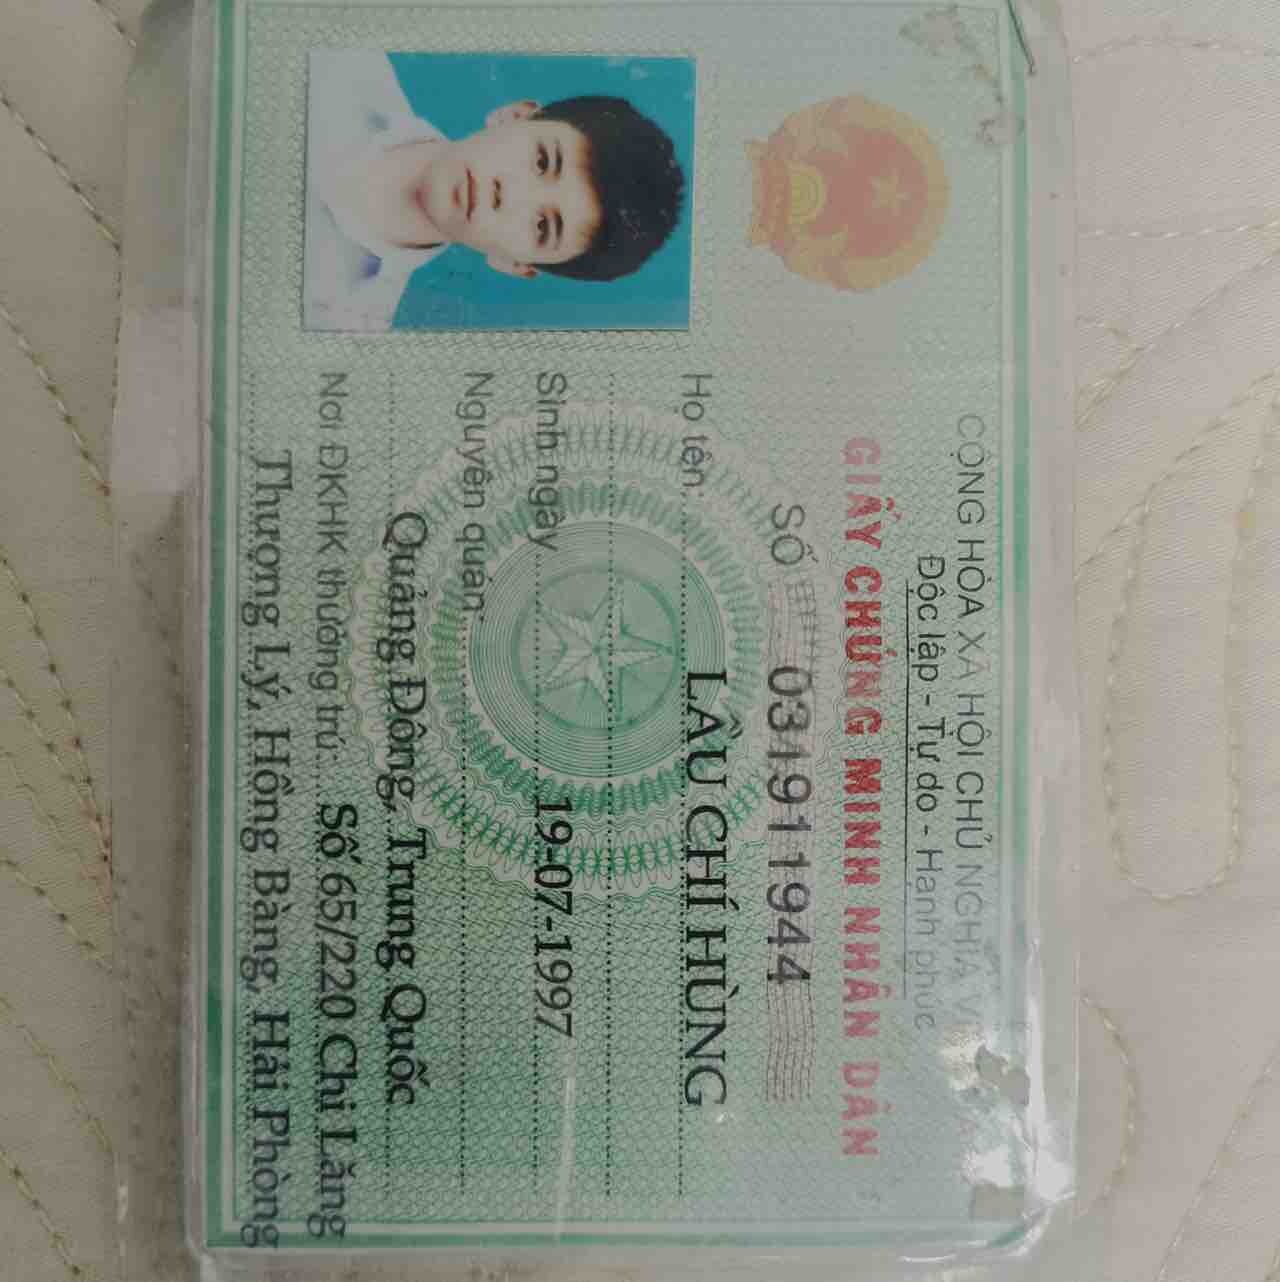 CỘNG HÒA XÃ HỘI CHỦ NGHĨA
Độc lập - Tự do - Hạnh phúc
GIẤY CHỨNG MINH NHÂN DÂN
SỐ 031911944
Họ tên: LẦU CHÍ HÙNG
Sinh ngày 19-07-1997
Nguyên quán
Quảng Đông, Trung Quốc
Nơi ĐKHK thường trú: Số 65/220 Chi Lăng
Thượng Lý, Hồng Bàng, Hải Phòng